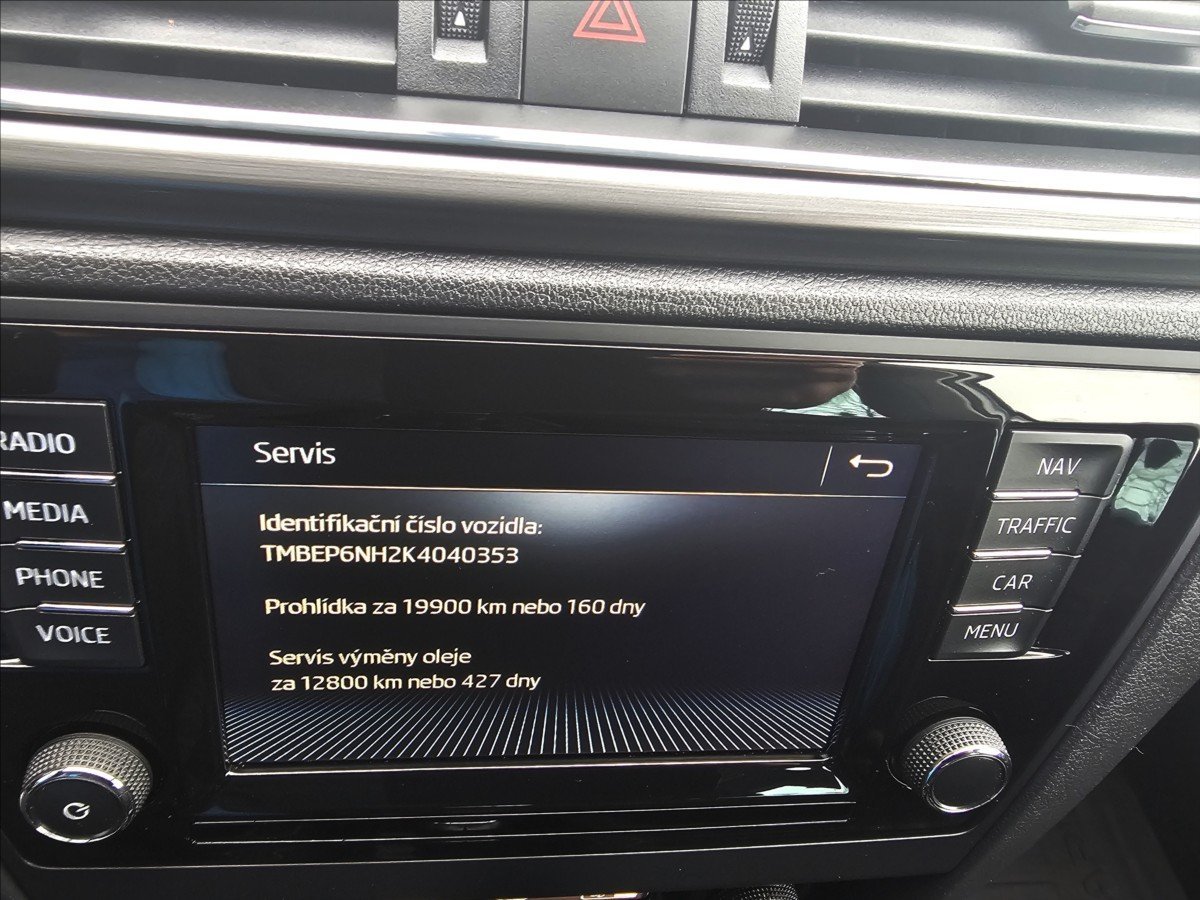 Servis
RADIO
MEDIA
PHONE
VOICE
Identifikační číslo vozidla:
TMBEP6NH2K4040353
Prohlídka za 19900 km nebo 160 dny
Servis výměny oleje
za 12800 km nebo 427 dny
NAV
TRAFFIC
CAR
MENU